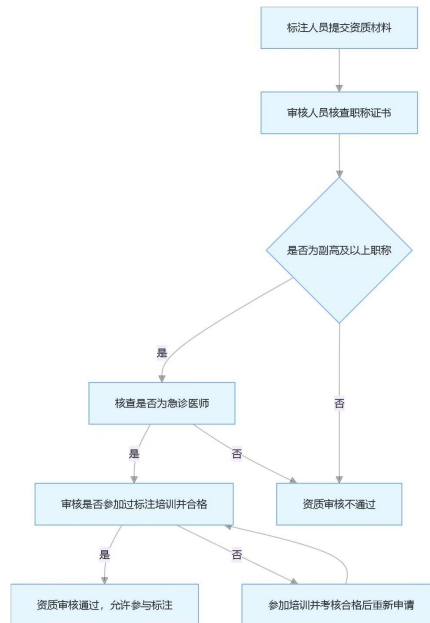 标注人员提交资质材料
审核人员核查职称证书
是否为副高及以上职称
是
核查是否为急诊医师
否
是
否
审核是否参加过标注培训并合格
资质审核不通过
是
否
资质审核通过，允许参与标注
参加培训并考核合格后重新申请